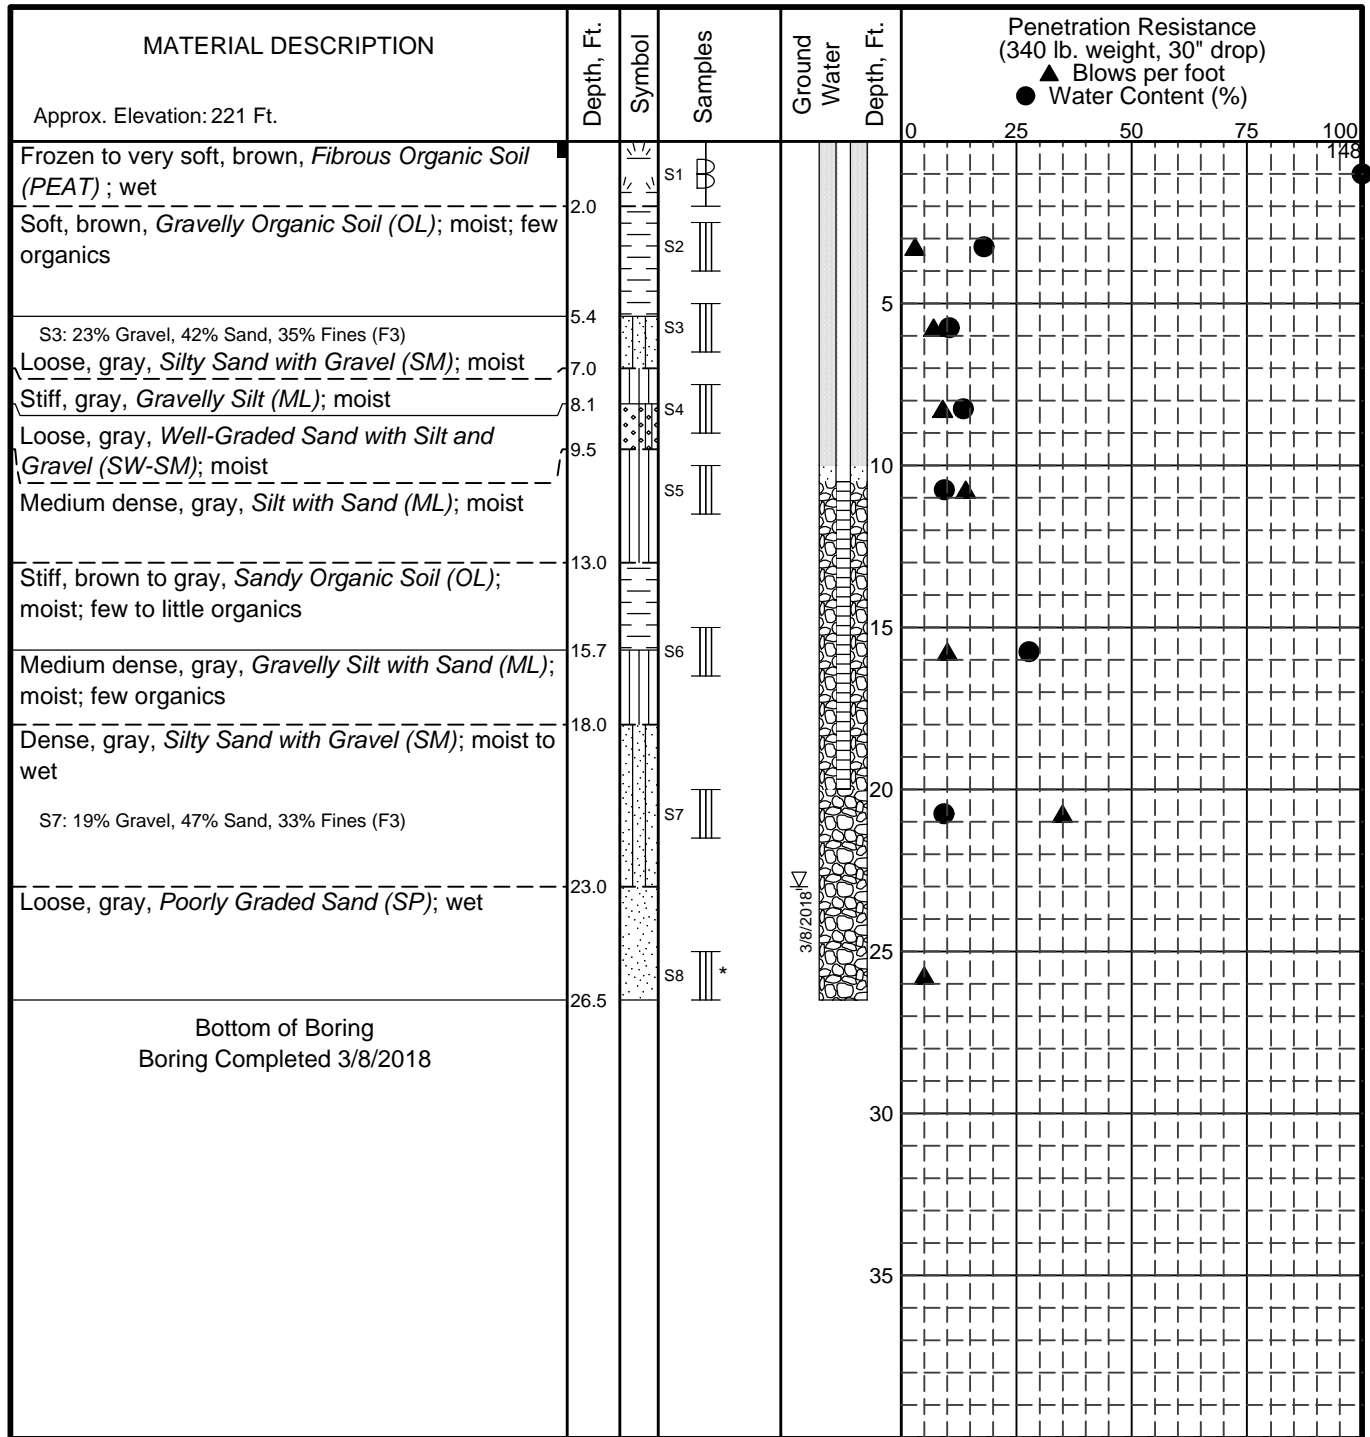 MATERIAL DESCRIPTION
Approx. Elevation: 221 Ft.
Depth, Ft.
Symbol
Samples
Ground
Water
Depth, Ft.
Penetration Resistance
(340 lb. weight, 30" drop)
▲ Blows per foot
● Water Content (%)
0 25 50 75 100
148
Frozen to very soft, brown, Fibrous Organic Soil
(PEAT) ; wet
S1
2.0
Soft, brown, Gravelly Organic Soil (OL); moist; few
organics
S2
5
5.4
S3: 23% Gravel, 42% Sand, 35% Fines (F3)
S3
Loose, gray, Silty Sand with Gravel (SM); moist
7.0
Stiff, gray, Gravelly Silt (ML); moist
8.1
S4
Loose, gray, Well-Graded Sand with Silt and
Gravel (SW-SM); moist
9.5
10
Medium dense, gray, Silt with Sand (ML); moist
S5
13.0
Stiff, brown to gray, Sandy Organic Soil (OL);
moist; few to little organics
15
15.7
S6
Medium dense, gray, Gravelly Silt with Sand (ML);
moist; few organics
18.0
Dense, gray, Silty Sand with Gravel (SM); moist to
wet
20
S7: 19% Gravel, 47% Sand, 33% Fines (F3)
S7
23.0
Loose, gray, Poorly Graded Sand (SP); wet
3/8/2018
25
S8 *
26.5
Bottom of Boring
Boring Completed 3/8/2018
30
35